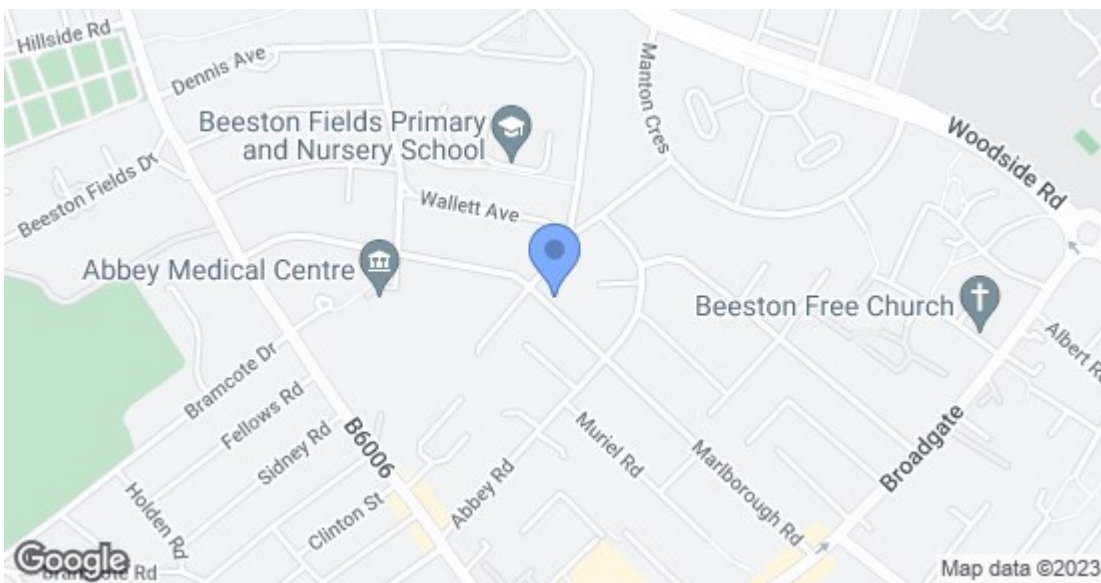 Hillside Rd
Dennis Ave
Manton Cres
Beeston Fields Primary
and Nursery School
Woodside Rd
Beeston Fields Dr
Wallett Ave
Abbey Medical Centre
Beeston Free Church
Albert Rd
Bramcote Dr
Fellows Rd
Sidney Rd
B6006
Muriel Rd
Marlborough Rd
Broadgate
Holden Rd
Clinton St
Abbey Rd
Google
Bramcote Rd
Map data ©2023